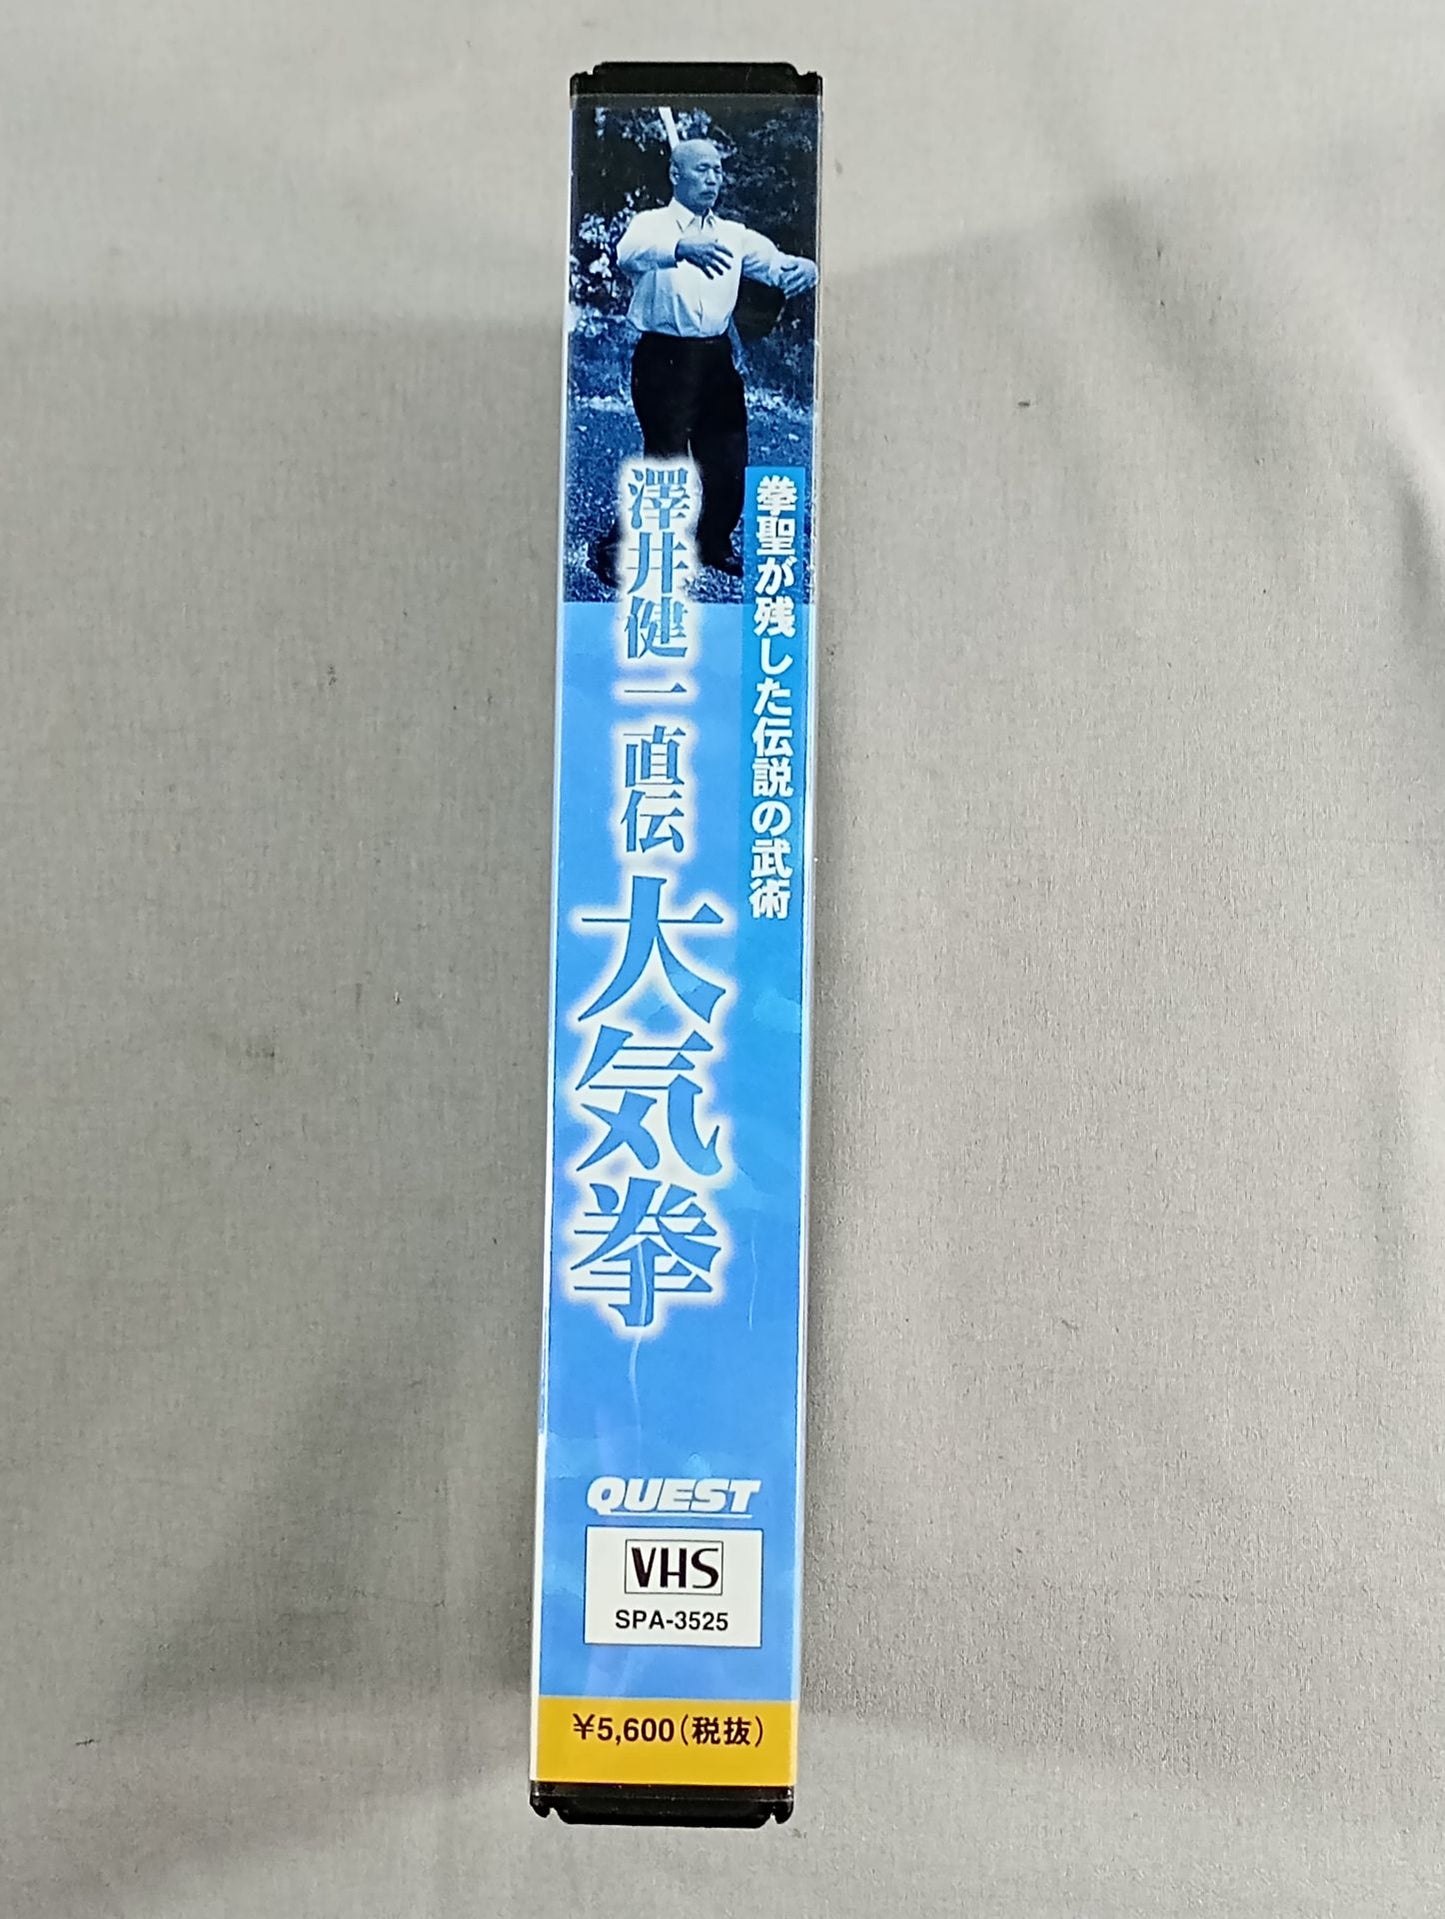 拳聖が残した伝説の武術
澤井健一直伝
大気拳
QUEST
VHS
SPA-3525
¥5,600(税抜)